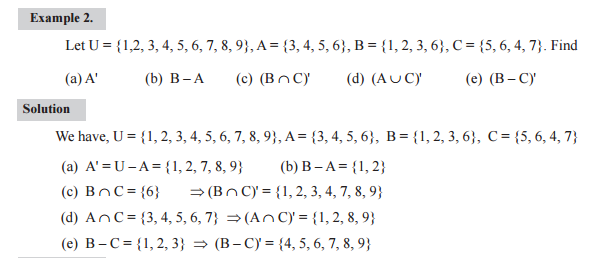 Example 2.
Let U = {1,2, 3, 4, 5, 6, 7, 8, 9}, A = {3, 4, 5, 6}, B = {1, 2, 3, 6}, C = {5, 6, 4, 7}. Find
(a) A' (b) B – A (c) (B ∩ C)' (d) (A ∪ C)' (e) (B – C)'
Solution
We have, U = {1, 2, 3, 4, 5, 6, 7, 8, 9}, A = {3, 4, 5, 6}, B = {1, 2, 3, 6}, C = {5, 6, 4, 7}
(a) A' = U – A = {1, 2, 7, 8, 9} (b) B – A = {1, 2}
(c) B ∩ C = {6} ⇒ (B ∩ C)' = {1, 2, 3, 4, 7, 8, 9}
(d) A ∩ C = {3, 4, 5, 6, 7} ⇒ (A ∩ C)' = {1, 2, 8, 9}
(e) B – C = {1, 2, 3} ⇒ (B – C)' = {4, 5, 6, 7, 8, 9}